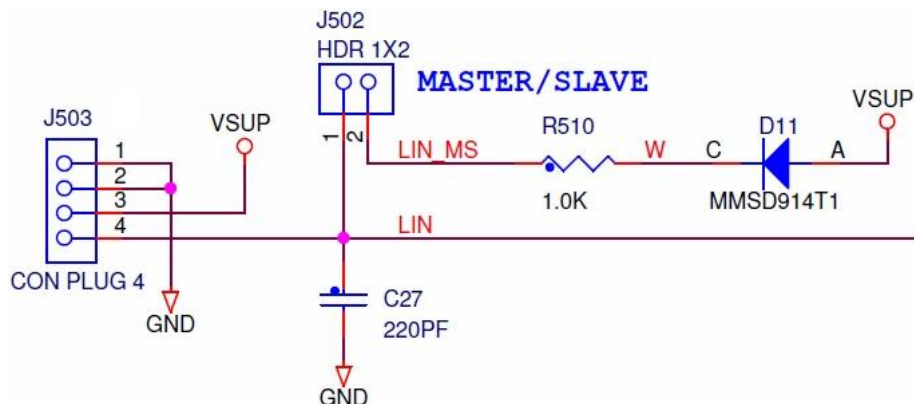 J502
HDR 1X2
MASTER/SLAVE
J503
VSUP
VSUP
R510
D11
1
2
3
4
1
2
LIN_MS
W
C
A
1.0K
MMSD914T1
LIN
CON PLUG 4
GND
C27
220PF
GND